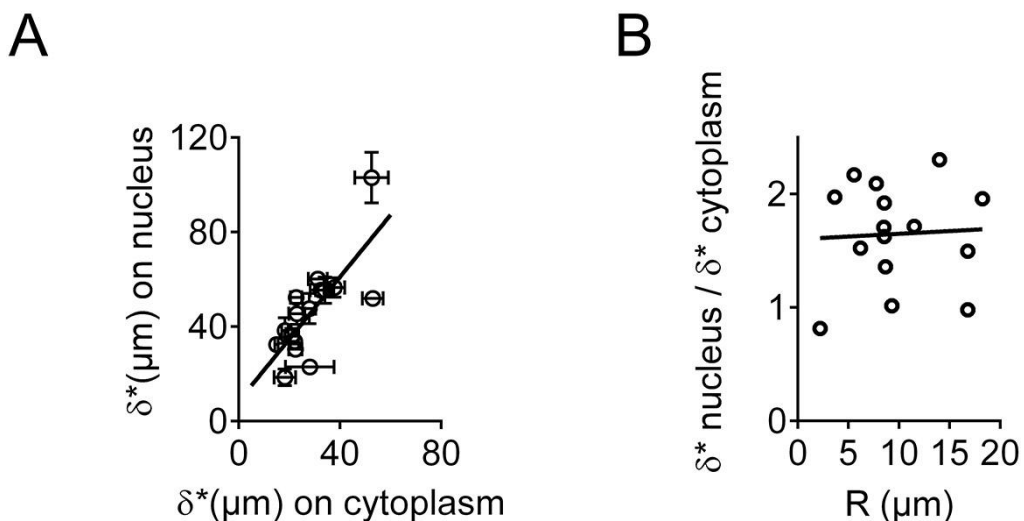 A
δ*(μm) on nucleus
120
80
40
0
0 40 80
δ*(μm) on cytoplasm
B
δ* nucleus / δ* cytoplasm
2
1
0
0 5 10 15 20
R (μm)